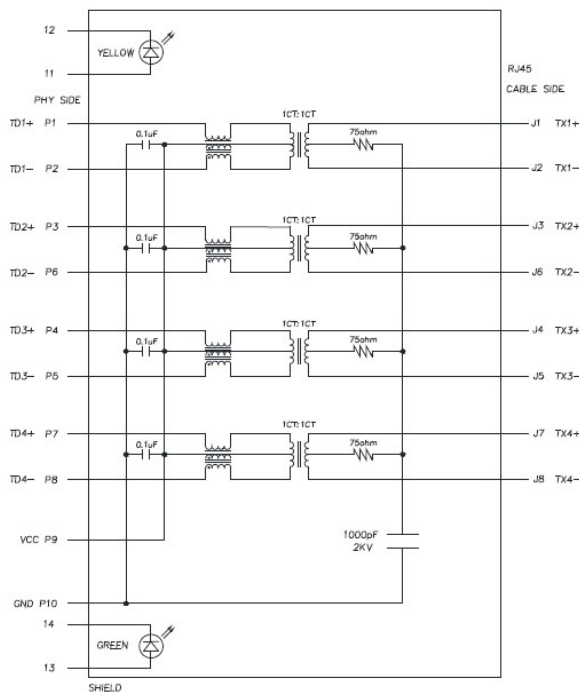 12
YELLOW
11
RJ45
PHY SIDE
CABLE SIDE
1CT:1CT
TD1+ P1
J1 TX1+
0.1uF
75ohm
TD1- P2
J2 TX1-
1CT:1CT
TD2+ P3
J3 TX2+
0.1uF
75ohm
TD2- P6
J6 TX2-
1CT:1CT
TD3+ P4
J4 TX3+
0.1uF
75ohm
TD3- P5
J5 TX3-
1CT:1CT
TD4+ P7
J7 TX4+
0.1uF
75ohm
TD4- P8
J8 TX4-
1000pF
2KV
VCC P9
GND P10
14
GREEN
13
SHIELD